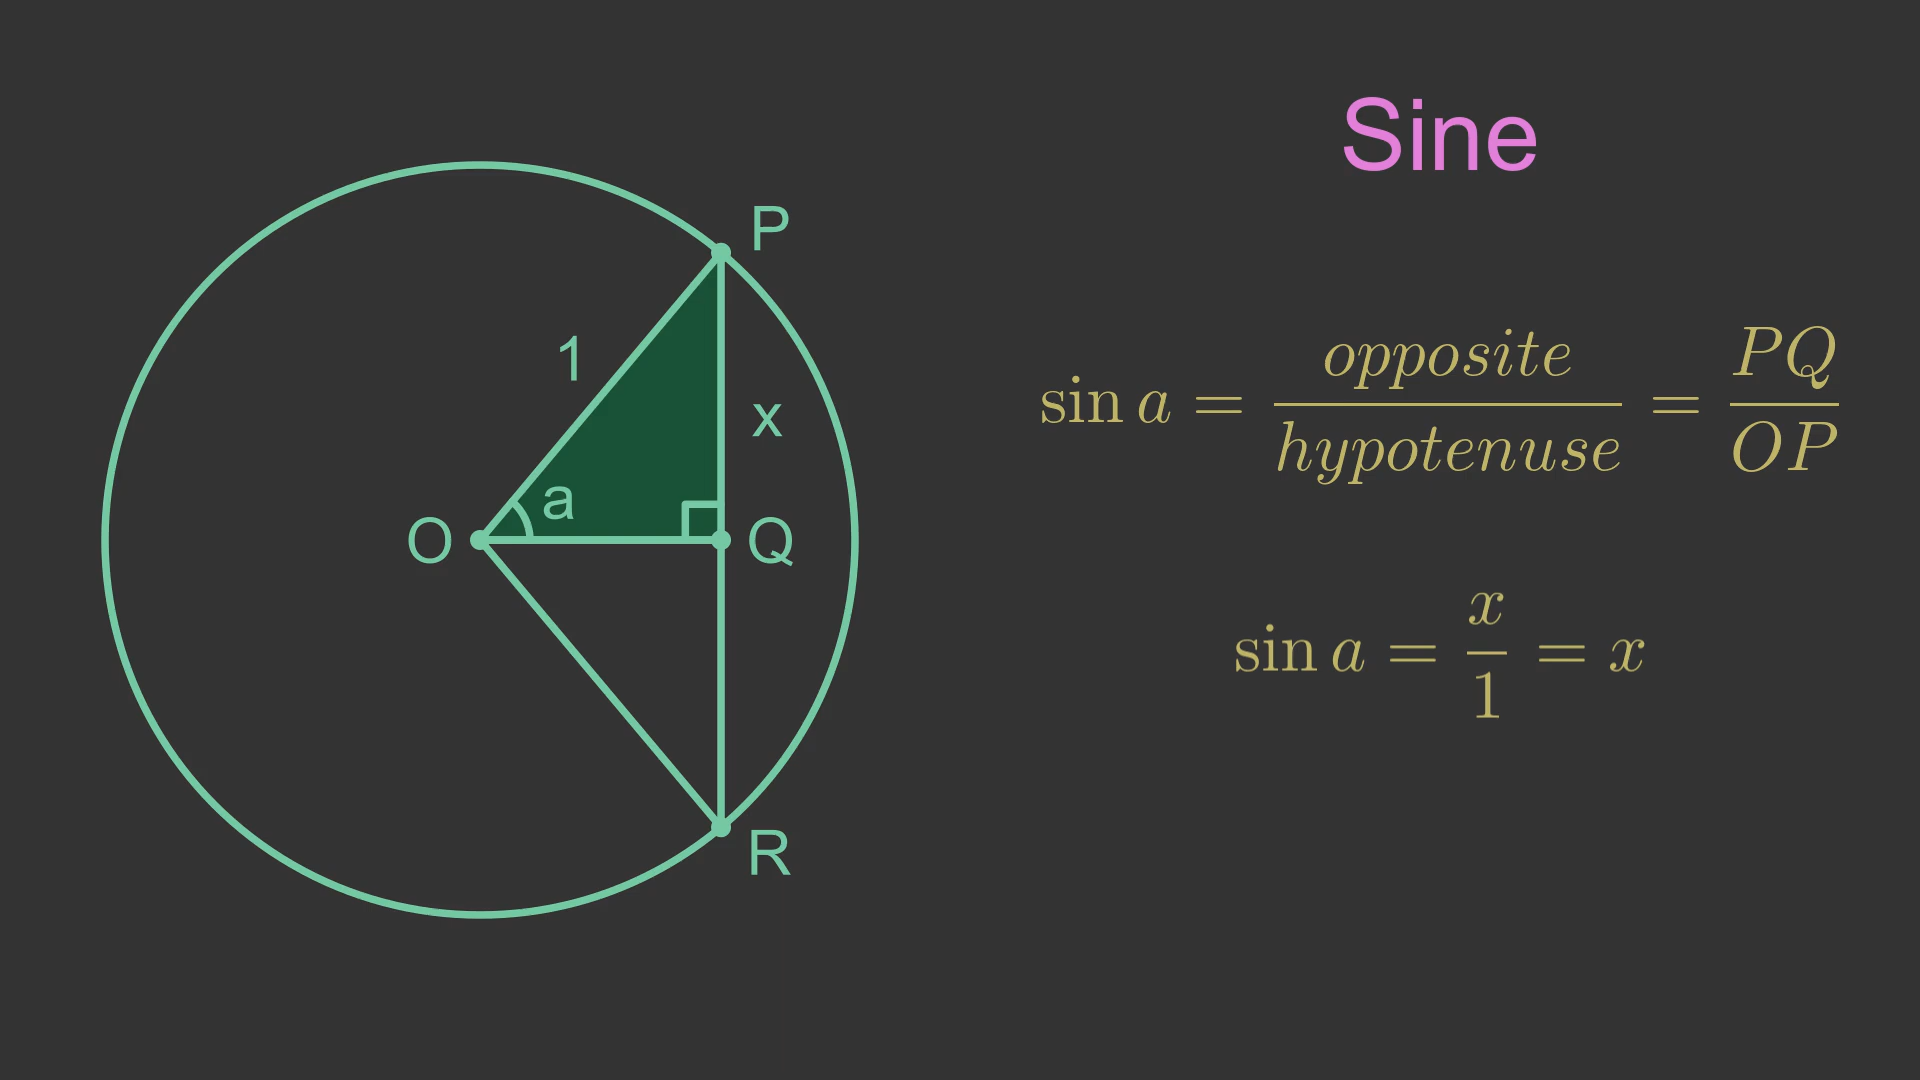 Sine
P
1
x
a
O
Q
R
sin a = opposite / hypotenuse = PQ / OP
sin a = x / 1 = x